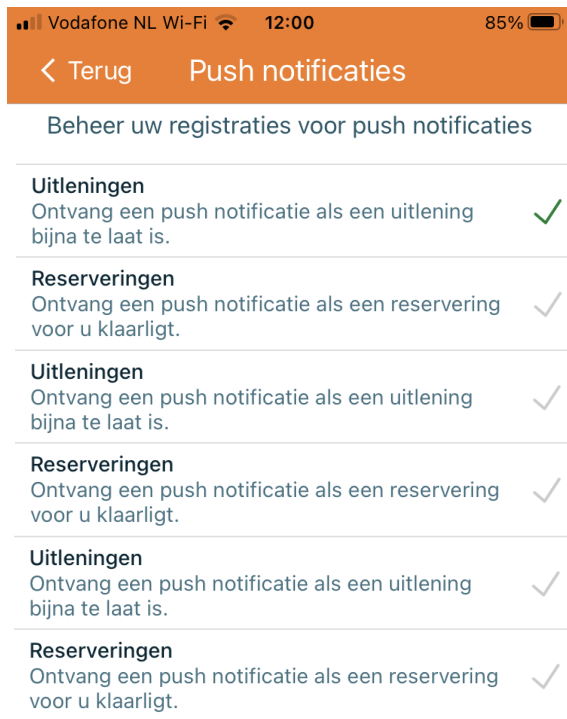 Vodafone NL Wi-Fi 12:00 85%
Terug Push notificaties
Beheer uw registraties voor push notificaties
Uitleningen
Ontvang een push notificatie als een uitlening
bijna te laat is.
Reserveringen
Ontvang een push notificatie als een reservering
voor u klaarligt.
Uitleningen
Ontvang een push notificatie als een uitlening
bijna te laat is.
Reserveringen
Ontvang een push notificatie als een reservering
voor u klaarligt.
Uitleningen
Ontvang een push notificatie als een uitlening
bijna te laat is.
Reserveringen
Ontvang een push notificatie als een reservering
voor u klaarligt.